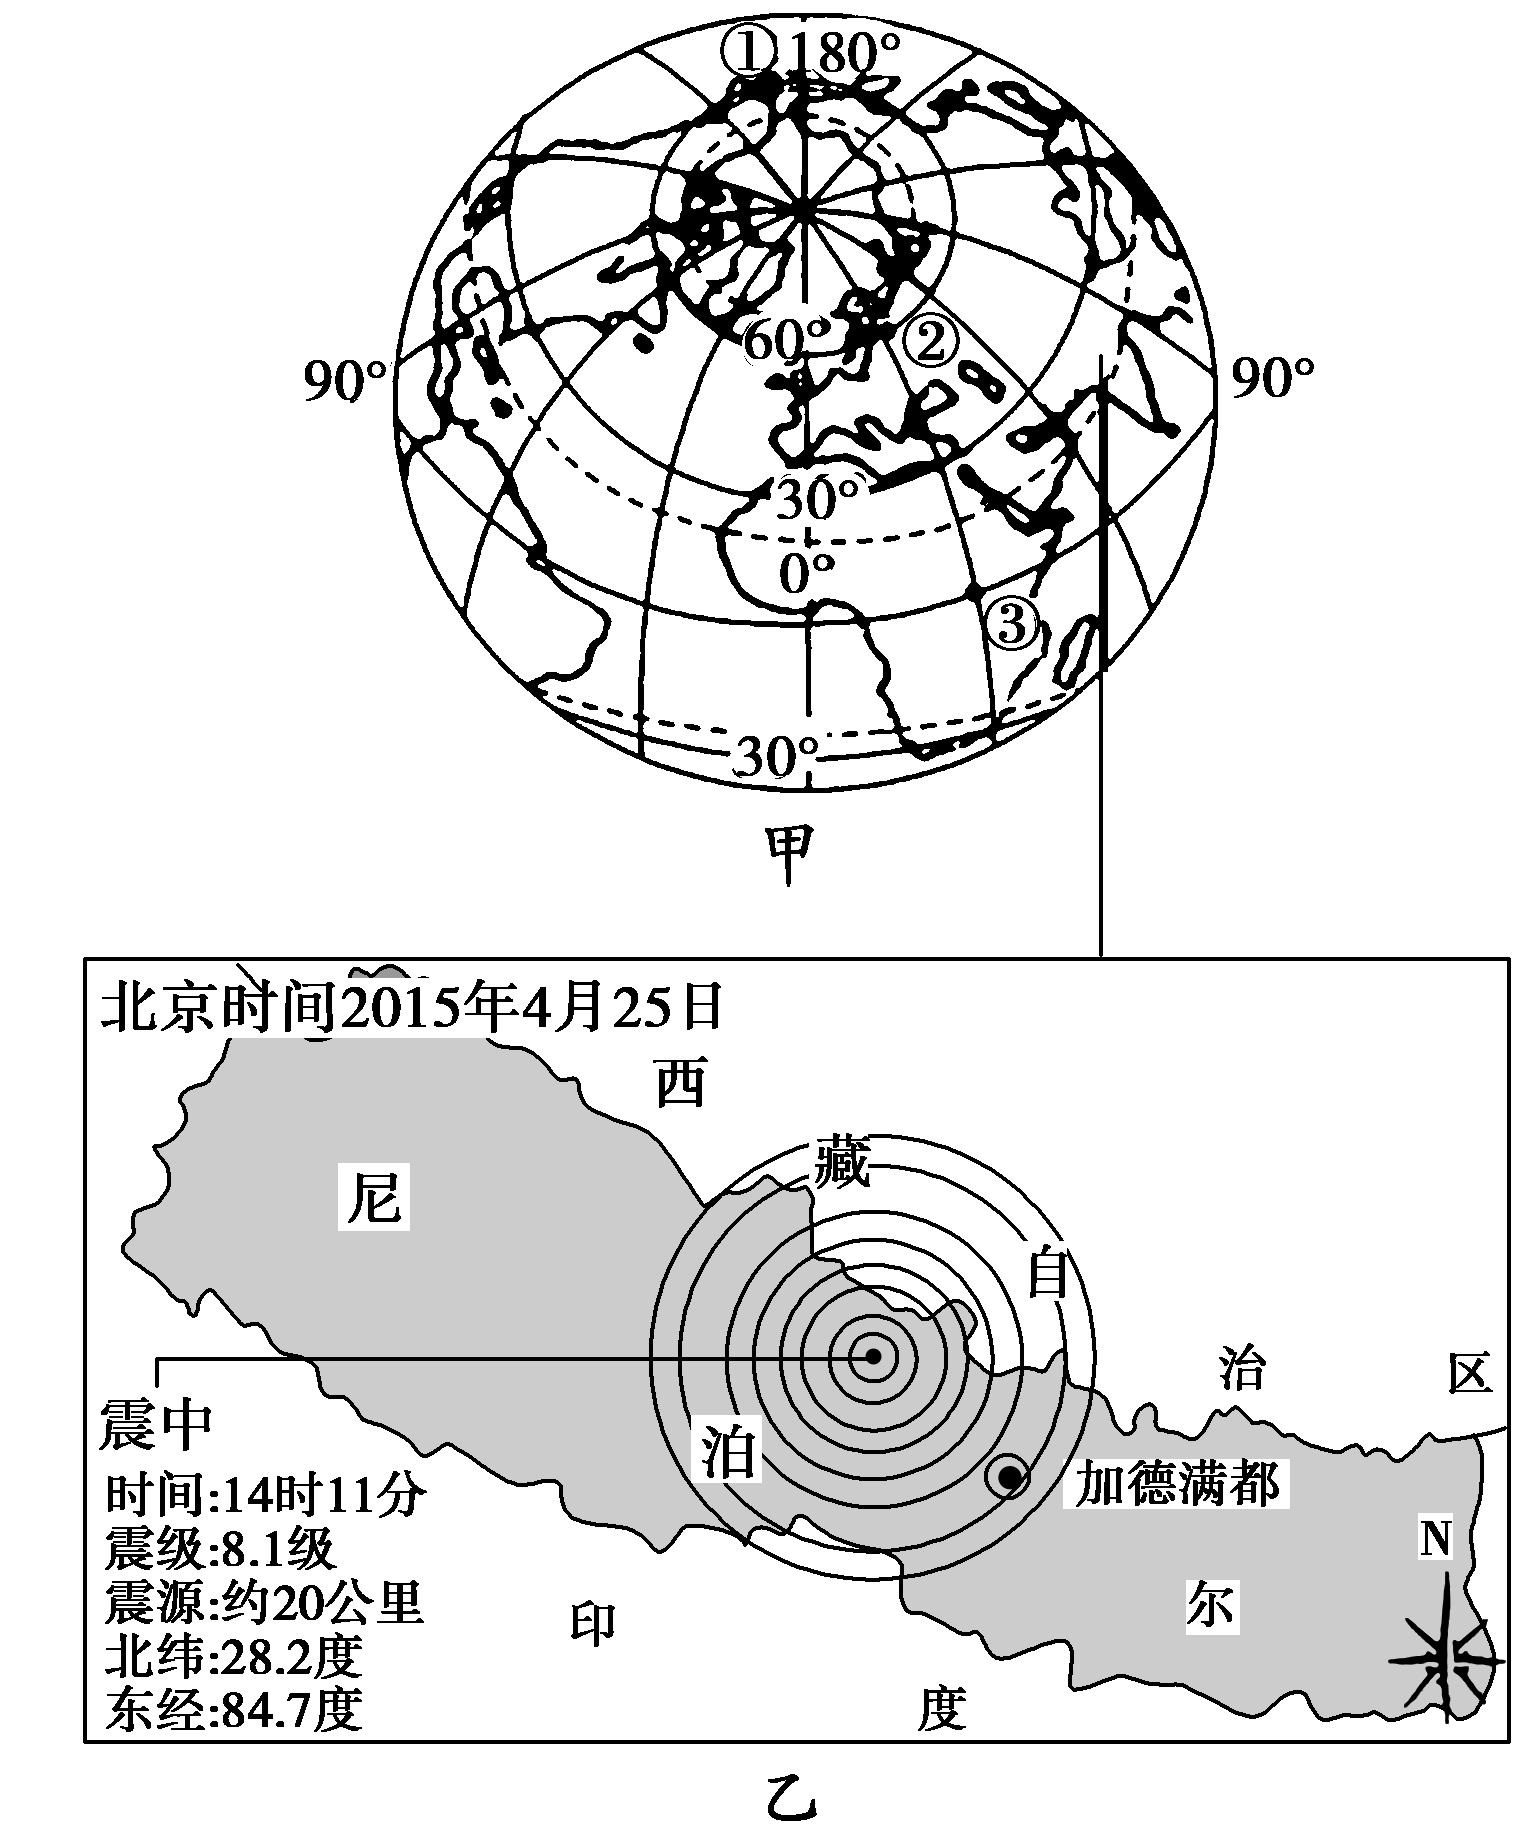 ① 180°
60° ②
90° 90°
30°
0°
③
30°
甲
北京时间2015年4月25日
西
藏
尼
自
治 区
震中
泊
加德满都
时间:14时11分
震级:8.1级
N
震源:约20公里
印
尔
北纬:28.2度
东经:84.7度
度
乙